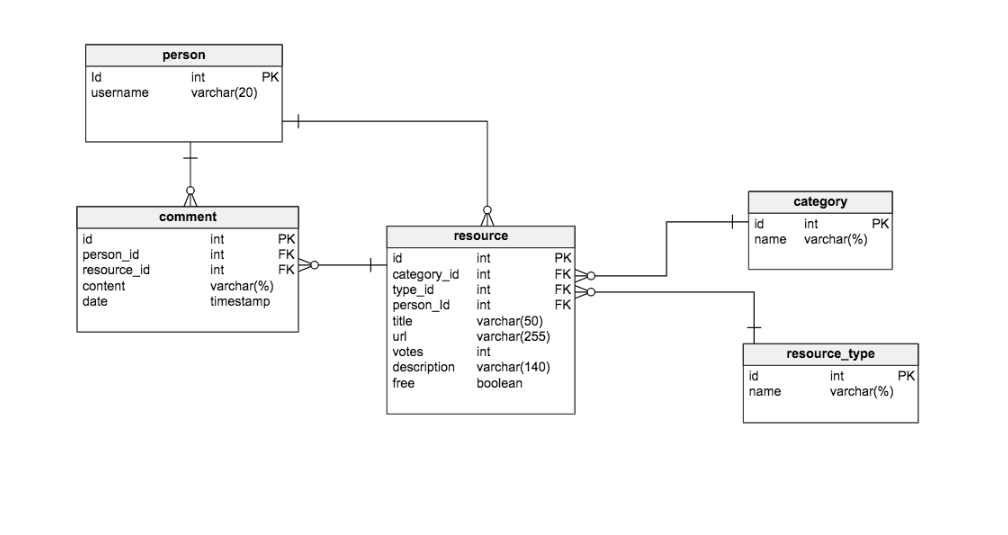 person
Id int PK
username varchar(20)
comment
id int PK
person_id int FK
resource_id int FK
content varchar(%)
date timestamp
resource
id int PK
category_id int FK
type_id int FK
person_Id int FK
title varchar(50)
url varchar(255)
votes int
description varchar(140)
free boolean
category
id int PK
name varchar(%)
resource_type
id int PK
name varchar(%)